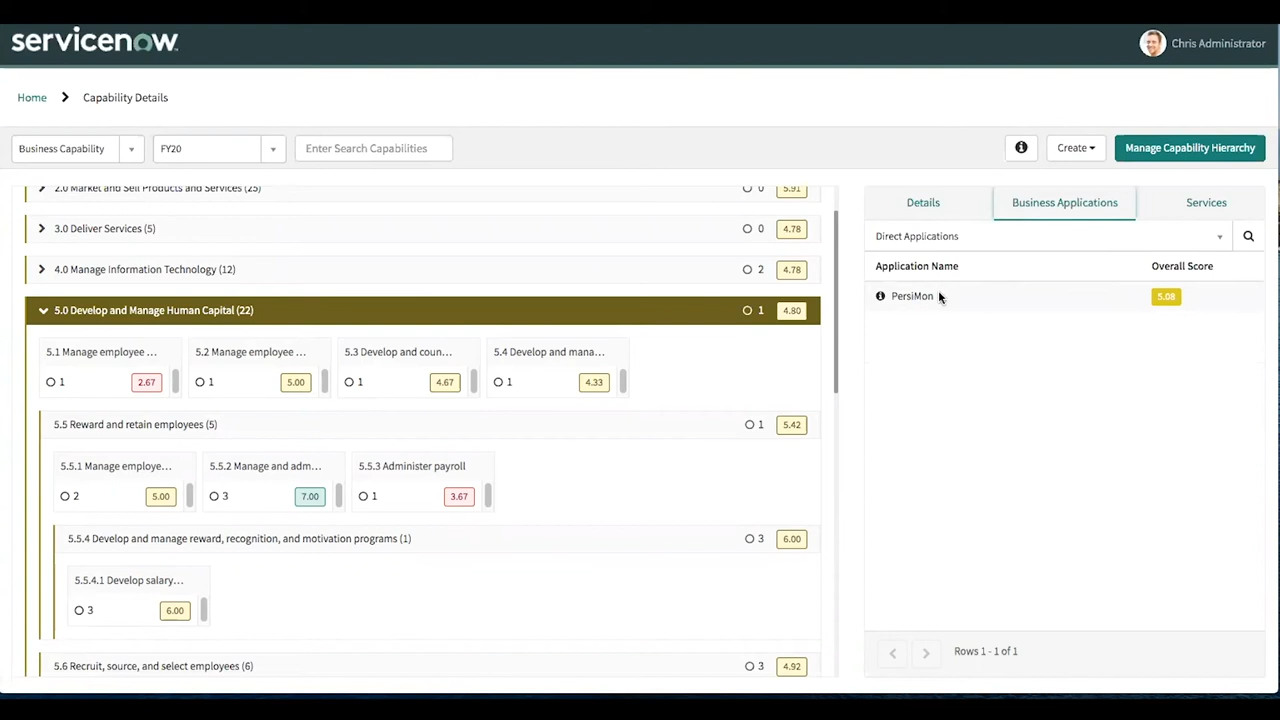 servicenow
Chris Administrator
Home
Capability Details
Business Capability
FY20
Enter Search Capabilities
Create
Manage Capability Hierarchy
2.0 Market and Sell Products and Services (25)
0
5.91
3.0 Deliver Services (5)
0
4.78
4.0 Manage Information Technology (12)
2
4.78
5.0 Develop and Manage Human Capital (22)
1
4.80
5.1 Manage employee ...
1
2.67
5.2 Manage employee ...
1
5.00
5.3 Develop and coun...
1
4.67
5.4 Develop and mana...
1
4.33
5.5 Reward and retain employees (5)
1
5.42
5.5.1 Manage employe...
2
5.00
5.5.2 Manage and adm...
3
7.00
5.5.3 Administer payroll
1
3.67
5.5.4 Develop and manage reward, recognition, and motivation programs (1)
3
6.00
5.5.4.1 Develop salary...
3
6.00
5.6 Recruit, source, and select employees (6)
3
4.92
Details
Business Applications
Services
Direct Applications
Application Name
Overall Score
PersiMon
5.08
Rows 1 - 1 of 1